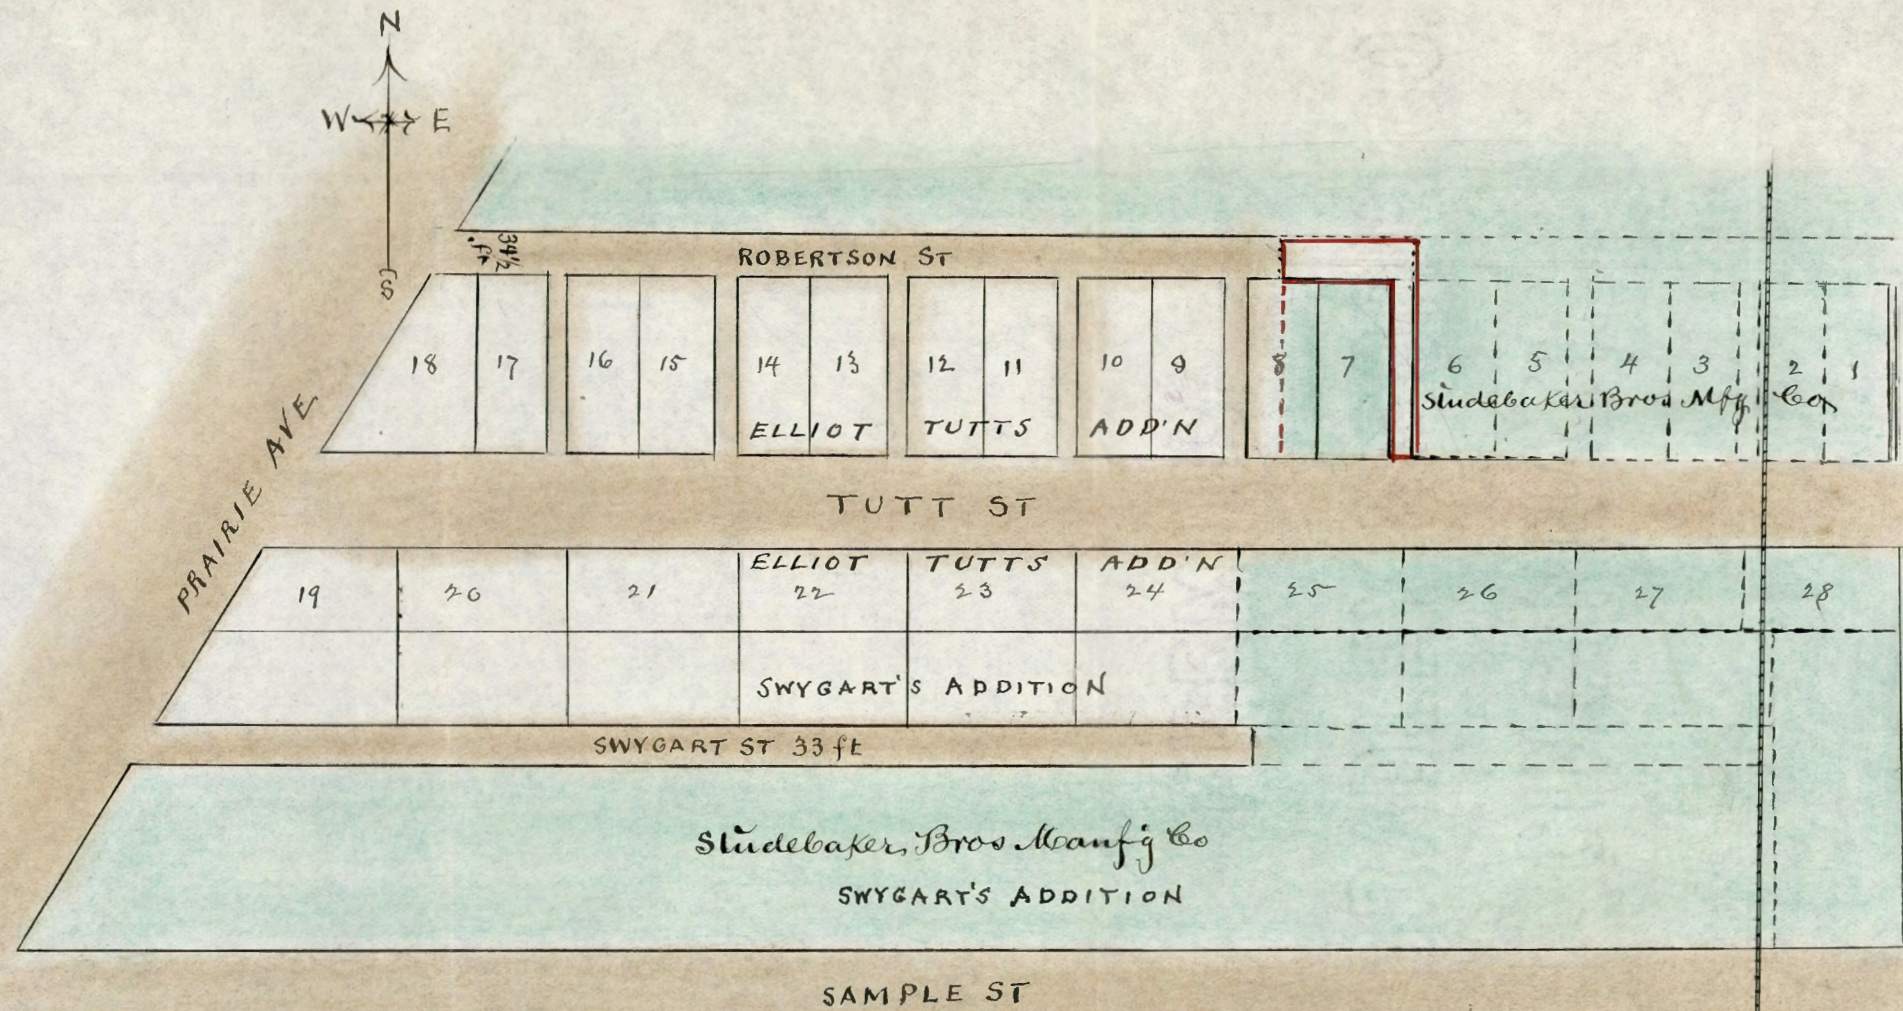 N
W E
S
34 1/2
ft.
ROBERTSON ST
18 17 16 15 14 13 12 11 10 9 8 7 6 5 4 3 2 1
Studebaker Bros Mfg Co
ELLIOT TUTTS ADD'N
PRAIRIE AVE
TUTT ST
ELLIOT TUTTS ADD'N
19 20 21 22 23 24 25 26 27 28
SWYGART'S ADDITION
SWYGART ST 33 ft
Studebaker Bros Manf'g Co
SWYGART'S ADDITION
SAMPLE ST